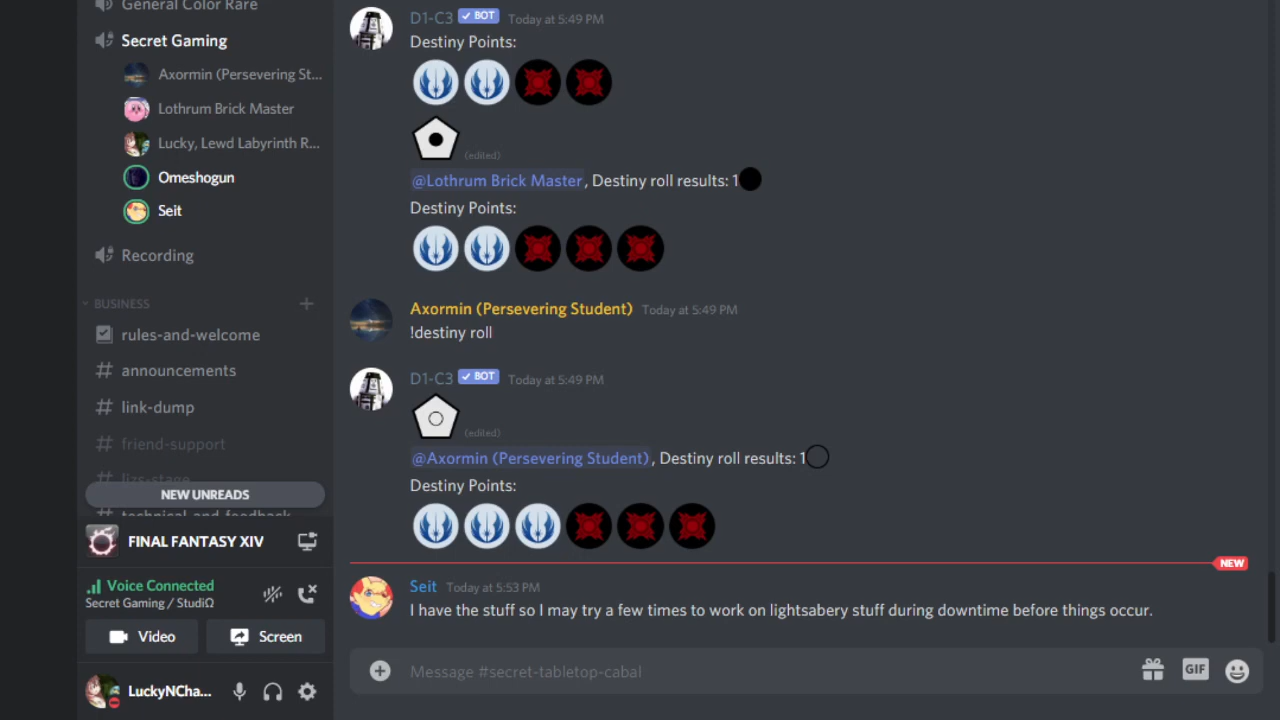 General Color Rare
Secret Gaming
Axormin (Persevering St...
Lothrum Brick Master
Lucky, Lewd Labyrinth R...
Omeshogun
Seit
Recording
BUSINESS
rules-and-welcome
announcements
link-dump
friend-support
lizs-stage
NEW UNREADS
technical-and-feedback
FINAL FANTASY XIV
Voice Connected
Secret Gaming / StudiΩ
Video
Screen
LuckyNCha...
D1-C3 BOT Today at 5:49 PM
Destiny Points:
(edited)
@Lothrum Brick Master, Destiny roll results: 1
Destiny Points:
Axormin (Persevering Student) Today at 5:49 PM
!destiny roll
D1-C3 BOT Today at 5:49 PM
(edited)
@Axormin (Persevering Student), Destiny roll results: 1
Destiny Points:
NEW
Seit Today at 5:53 PM
I have the stuff so I may try a few times to work on lightsabery stuff during downtime before things occur.
Message #secret-tabletop-cabal
GIF